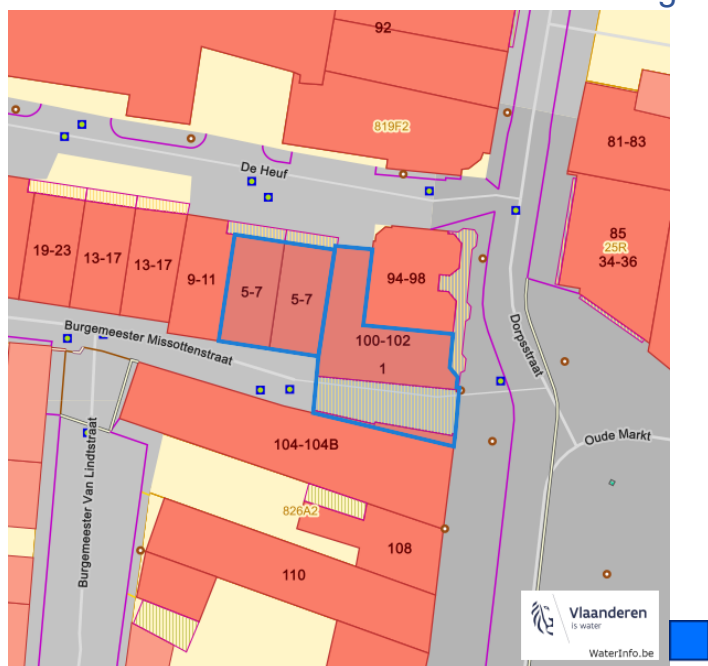 92
819F2
81-83
De Heuf
85
25R
34-36
19-23
13-17
13-17
9-11
5-7
5-7
94-98
100-102
1
Burgemeester Missottenstraat
Dorpsstraat
Oude Markt
104-104B
Burgemeester Van Lindtstraat
826A2
108
110
Vlaanderen
is water
WaterInfo.be